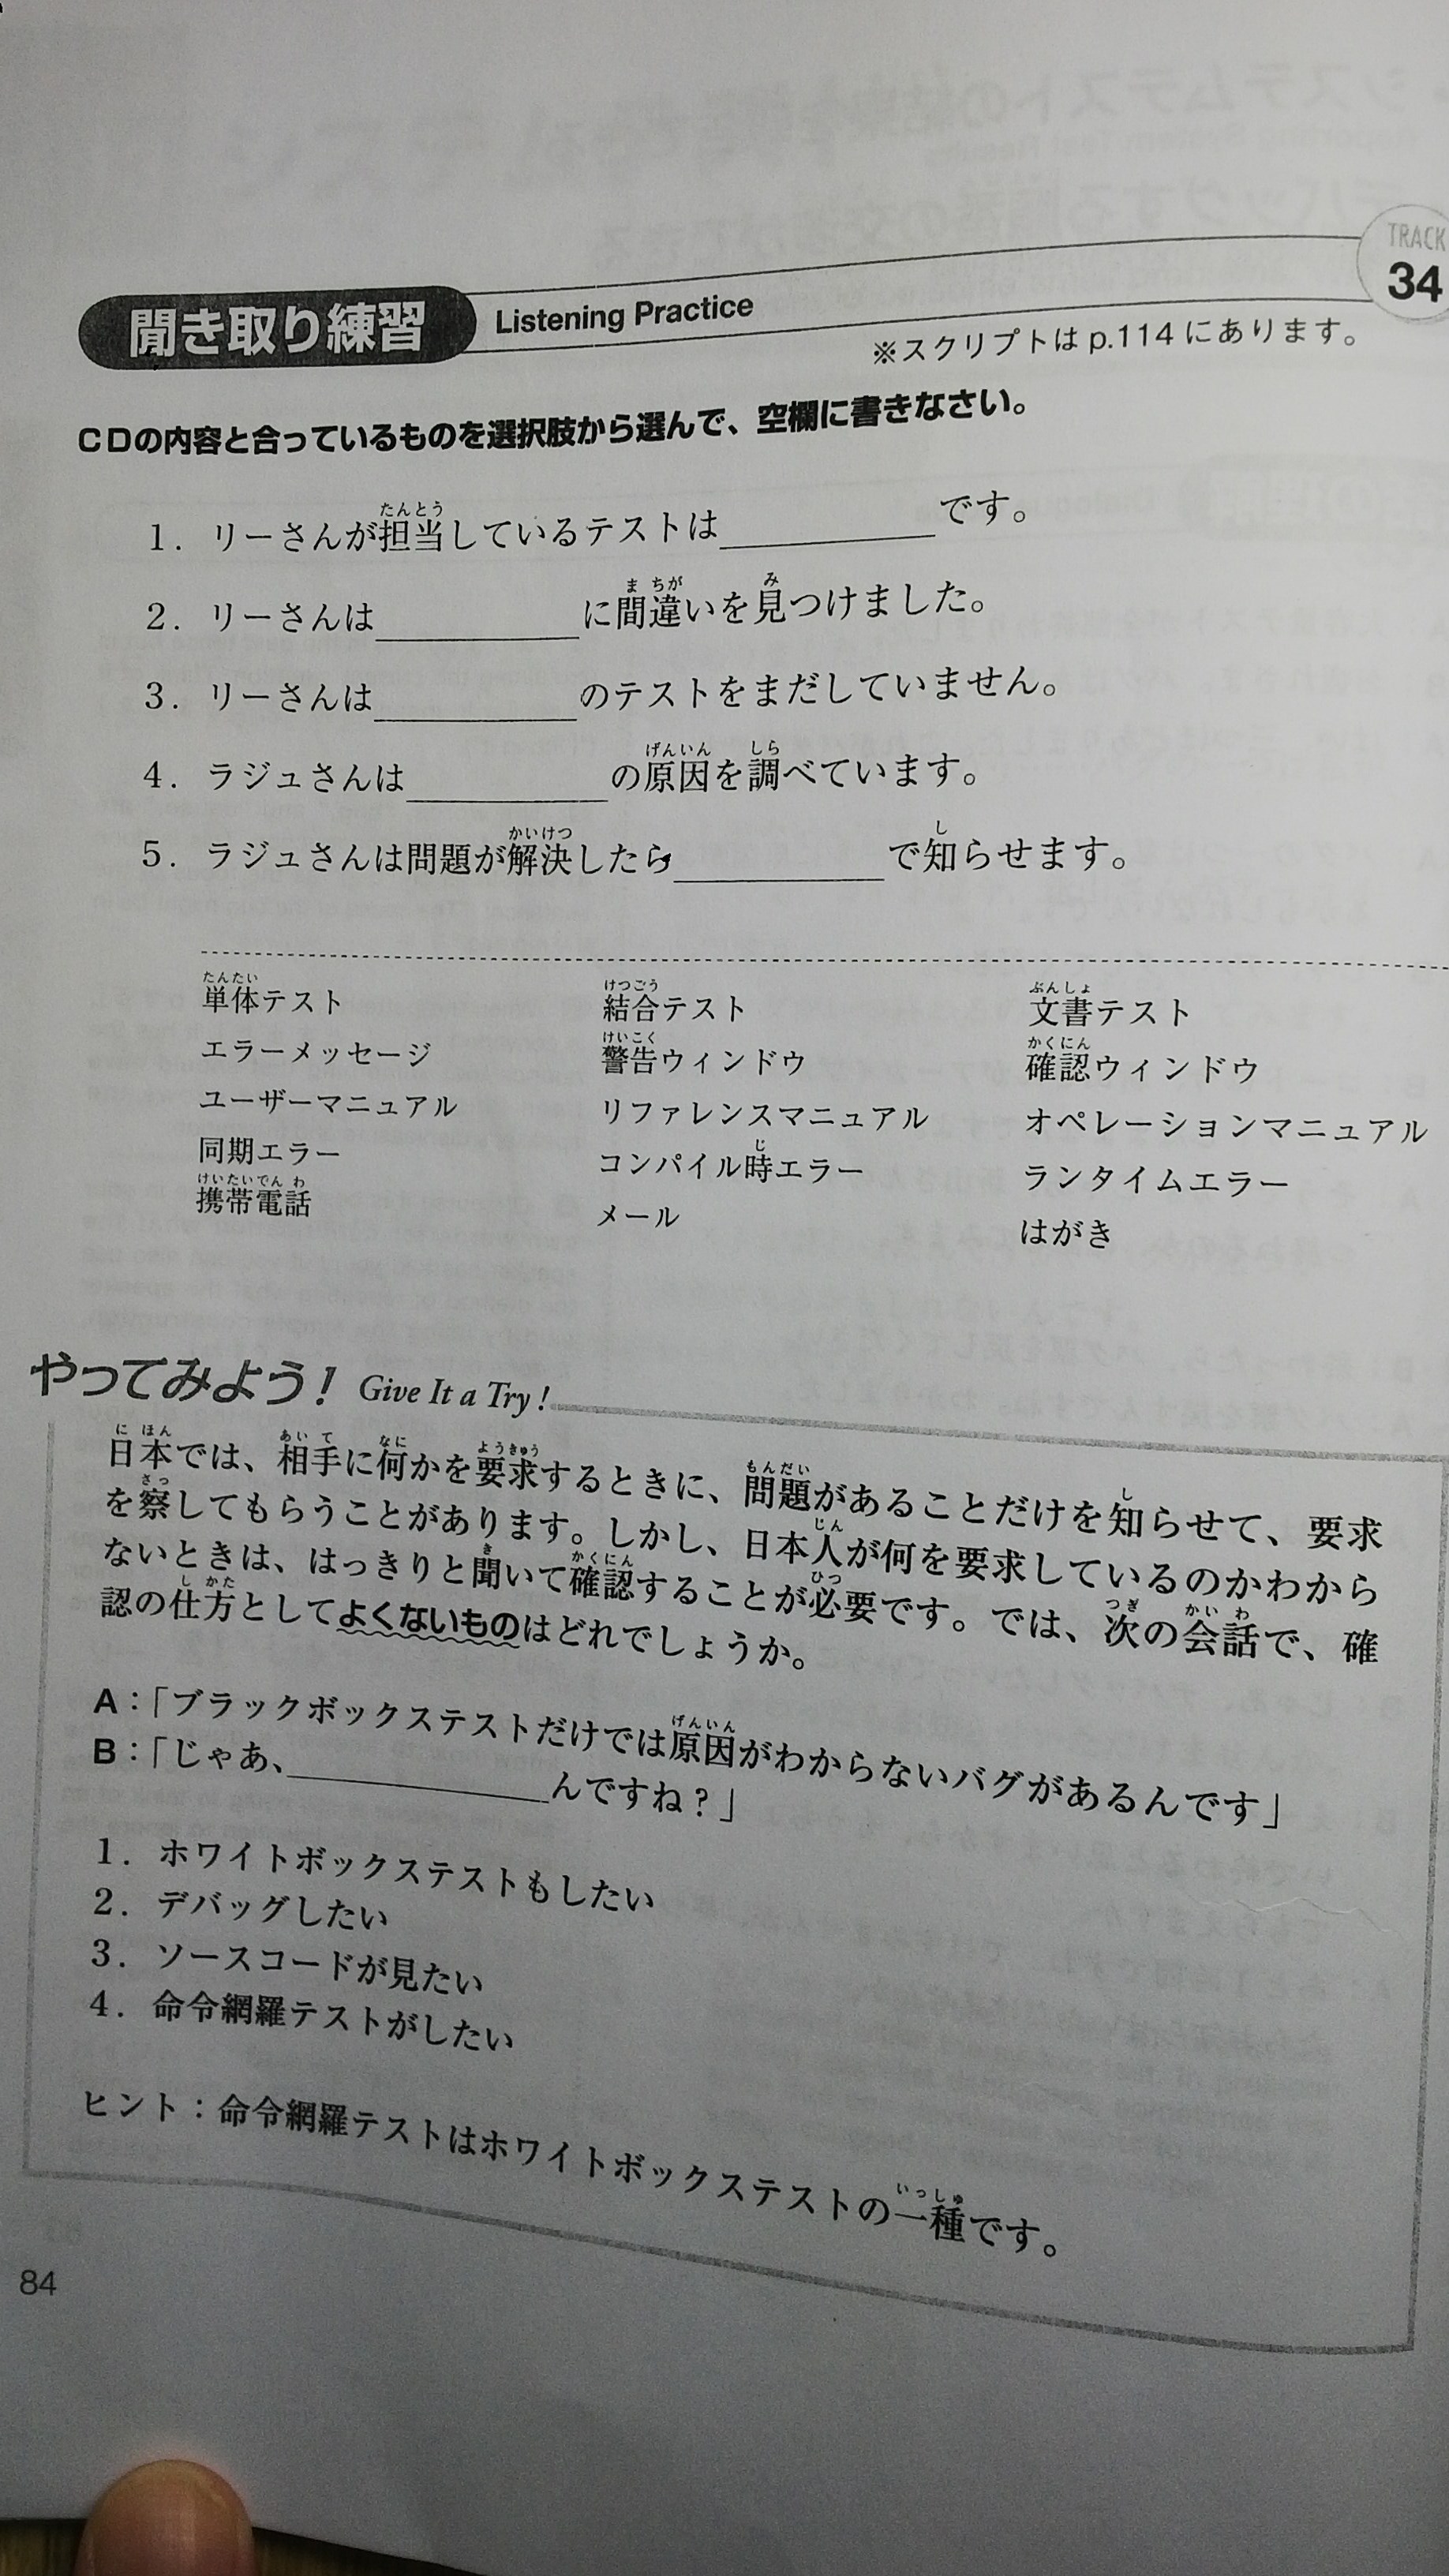 聞き取り練習 Listening Practice
TRACK 34
※スクリプトはp.114にあります。
CDの内容と合っているものを選択肢から選んで、空欄に書きなさい。
1. リーさんが担当しているテストは＿＿＿＿＿＿です。
2. リーさんは＿＿＿＿＿＿に間違いを見つけました。
3. リーさんは＿＿＿＿＿＿のテストをまだしていません。
4. ラジュさんは＿＿＿＿＿＿の原因を調べています。
5. ラジュさんは問題が解決したら＿＿＿＿＿＿で知らせます。
単体テスト 結合テスト 文書テスト
エラーメッセージ 警告ウィンドウ 確認ウィンドウ
ユーザーマニュアル リファレンスマニュアル オペレーションマニュアル
同期エラー コンパイル時エラー ランタイムエラー
携帯電話 メール はがき
やってみよう! Give It a Try!
日本では、相手に何かを要求するときに、問題があることだけを知らせて、要求
を察してもらうことがあります。しかし、日本人が何を要求しているのかわから
ないときは、はっきりと聞いて確認することが必要です。では、次の会話で、確
認の仕方としてよくないものはどれでしょうか。
A:「ブラックボックステストだけでは原因がわからないバグがあるんです」
B:「じゃあ、＿＿＿＿＿＿んですね?」
1. ホワイトボックステストもしたい
2. デバッグしたい
3. ソースコードが見たい
4. 命令網羅テストがしたい
ヒント:命令網羅テストはホワイトボックステストの一種です。
84